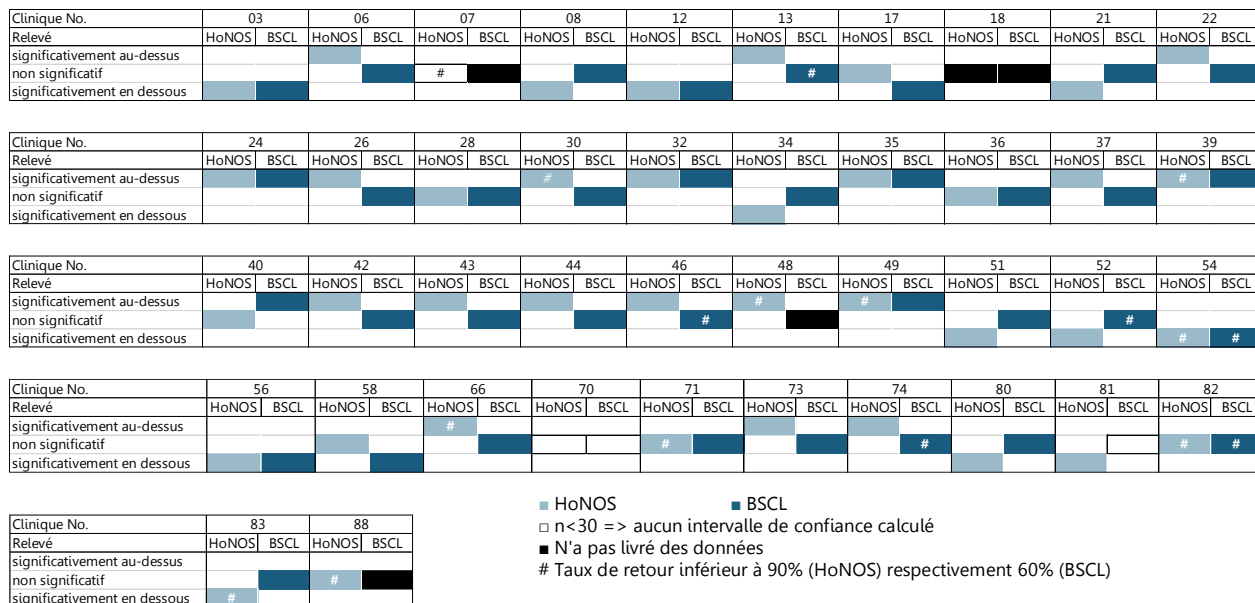 Clinique No. 03 06 07 08 12 13 17 18 21 22
Relevé HoNOS BSCL HoNOS BSCL HoNOS BSCL HoNOS BSCL HoNOS BSCL HoNOS BSCL HoNOS BSCL HoNOS BSCL HoNOS BSCL HoNOS BSCL
significativement au-dessus
non significatif # #
significativement en dessous
Clinique No. 24 26 28 30 32 34 35 36 37 39
Relevé HoNOS BSCL HoNOS BSCL HoNOS BSCL HoNOS BSCL HoNOS BSCL HoNOS BSCL HoNOS BSCL HoNOS BSCL HoNOS BSCL HoNOS BSCL
significativement au-dessus # #
non significatif
significativement en dessous
Clinique No. 40 42 43 44 46 48 49 51 52 54
Relevé HoNOS BSCL HoNOS BSCL HoNOS BSCL HoNOS BSCL HoNOS BSCL HoNOS BSCL HoNOS BSCL HoNOS BSCL HoNOS BSCL HoNOS BSCL
significativement au-dessus # #
non significatif # #
significativement en dessous # #
Clinique No. 56 58 66 70 71 73 74 80 81 82
Relevé HoNOS BSCL HoNOS BSCL HoNOS BSCL HoNOS BSCL HoNOS BSCL HoNOS BSCL HoNOS BSCL HoNOS BSCL HoNOS BSCL HoNOS BSCL
significativement au-dessus #
non significatif # # # #
significativement en dessous
Clinique No. 83 88
Relevé HoNOS BSCL HoNOS BSCL
significativement au-dessus
non significatif #
significativement en dessous #
HoNOS BSCL
n<30 => aucun intervalle de confiance calculé
N'a pas livré des données
# Taux de retour inférieur à 90% (HoNOS) respectivement 60% (BSCL)